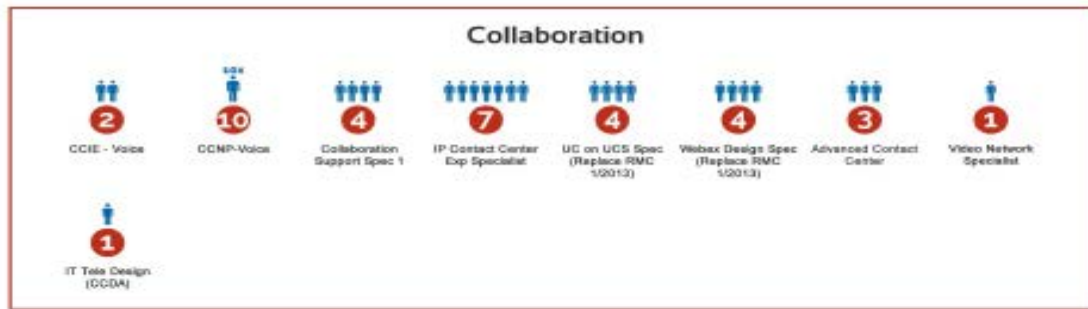 Collaboration
2
CCIE - Voice
10
CCNP-Voice
4
Collaboration
Support Spec 1
7
IP Contact Center
Exp Specialist
4
UC on UCS Spec
(Replace RMC
1/2013)
4
Webex Design Spec
(Replace RMC
1/2013)
3
Advanced Contact
Center
1
Video Network
Specialist
1
IT Tele Design
(CCDA)